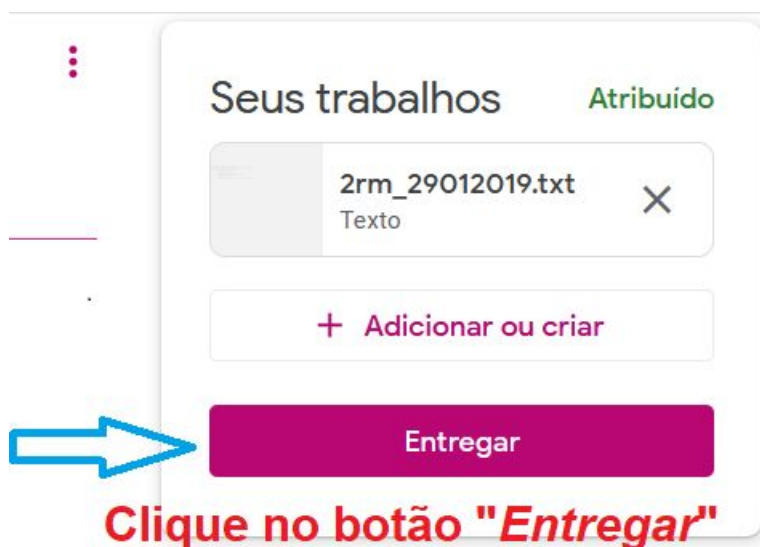 Seus trabalhos Atribuído
2rm_29012019.txt
Texto
+ Adicionar ou criar
Entregar
Clique no botão "Entregar"